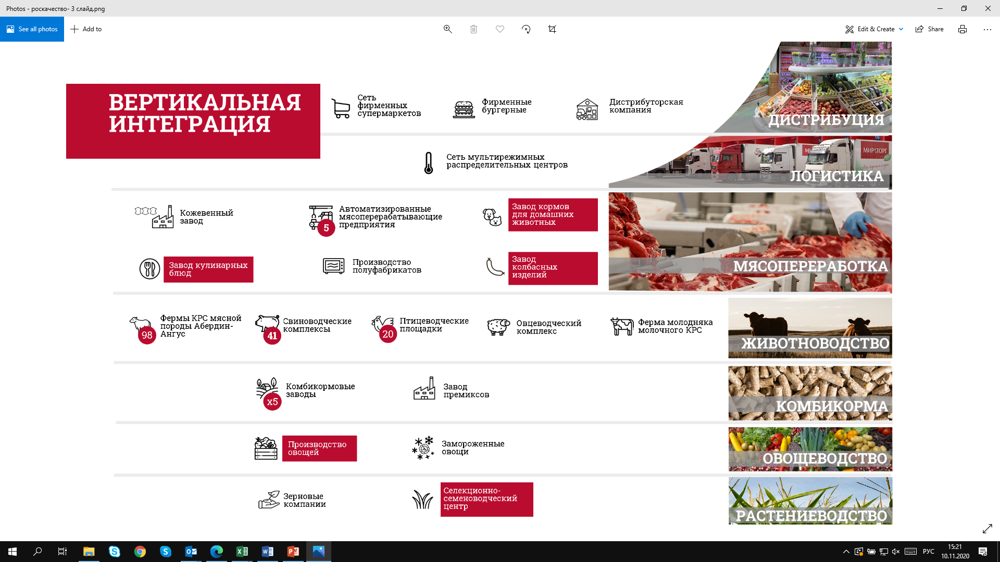 Photos - роскачество- 3 слайд.png
See all photos
Add to
Edit & Create
Share
ВЕРТИКАЛЬНАЯ
ИНТЕГРАЦИЯ
Сеть
фирменных
супермаркетов
Фирменные
бургерные
Дистрибуторская
компания
ДИСТРИБУЦИЯ
Сеть мультирежимных
распределительных центров
16
МИРАТОРГ
МИРАТОРГ
ЛОГИСТИКА
Кожевенный
завод
Автоматизированные
мясоперерабатывающие
предприятия
5
Завод кормов
для домашних
животных
Завод кулинарных
блюд
Производство
полуфабрикатов
Завод
колбасных
изделий
МЯСОПЕРЕРАБОТКА
Фермы КРС мясной
породы Абердин-
Ангус
98
Свиноводческие
комплексы
41
Птицеводческие
площадки
20
Овцеводческий
комплекс
Ферма молодняка
молочного КРС
ЖИВОТНОВОДСТВО
Комбикормовые
заводы
x5
Завод
премиксов
КОМБИКОРМА
Производство
овощей
Замороженные
овощи
ОВОЩЕВОДСТВО
Зерновые
компании
Селекционно-
семеноводческий
центр
РАСТЕНИЕВОДСТВО
РУС
15:21
10.11.2020